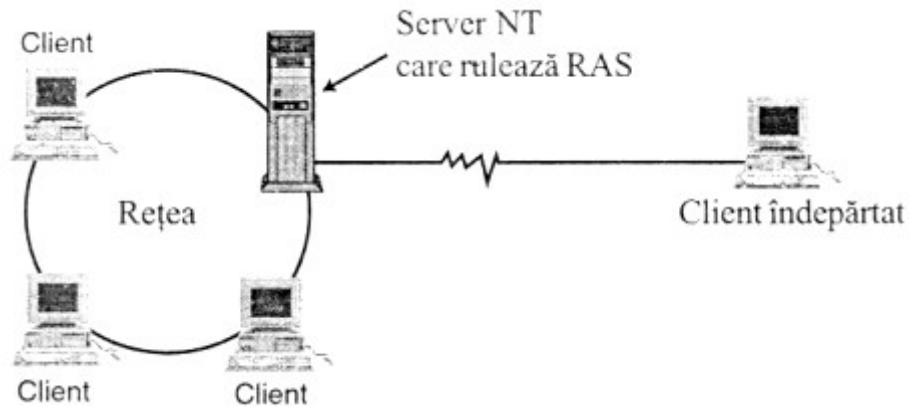 Client
Server NT
care rulează RAS
Rețea
Client îndepărtat
Client
Client